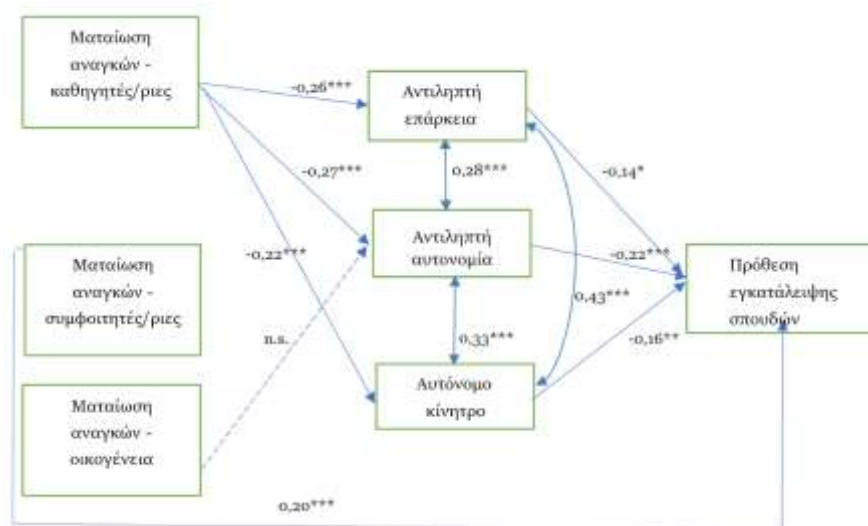 Ματαίωση
αναγκών -
καθηγητές/ριες
-0,26***
Αντιληπτή
επάρκεια
-0,27***
0,28***
-0,14*
Ματαίωση
αναγκών -
συμφοιτητές/ριες
-0,22***
Αντιληπτή
αυτονομία
-0,22***
Πρόθεση
εγκατάλειψης
σπουδών
0,43***
n.s.
0,33***
-0,16**
Ματαίωση
αναγκών -
οικογένεια
Αυτόνομο
κίνητρο
0,20***